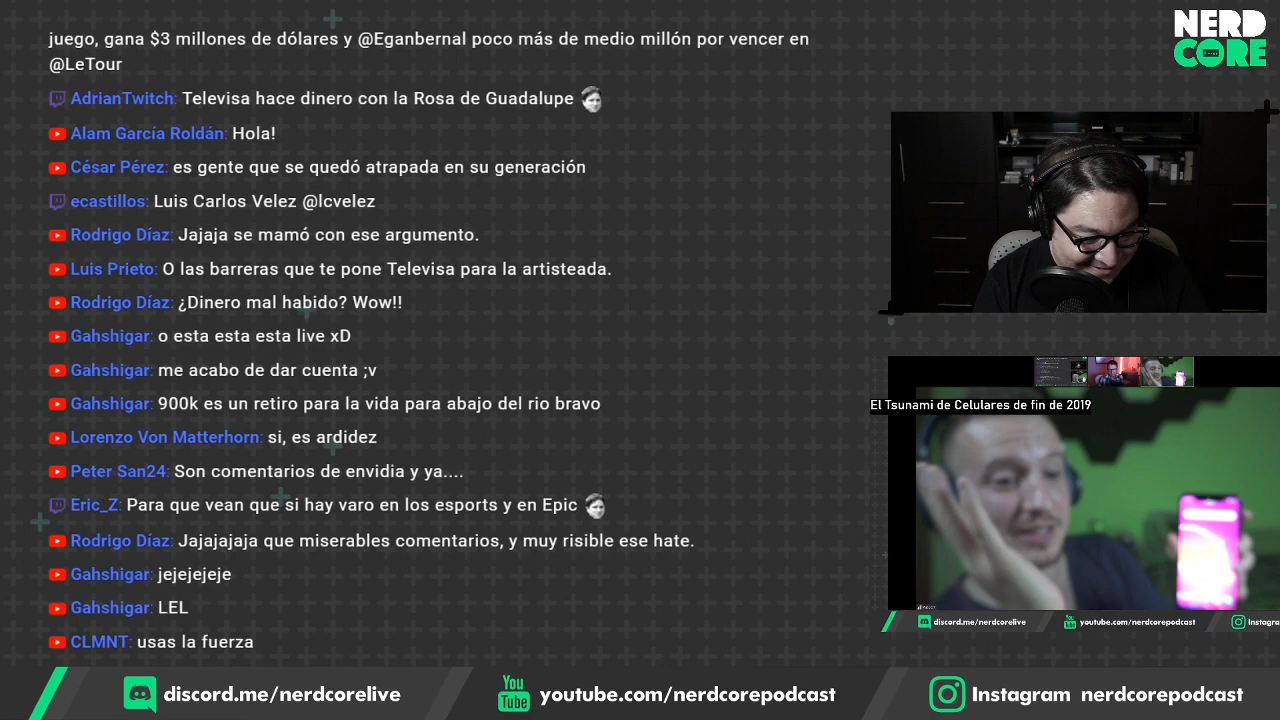 juego, gana $3 millones de dólares y @Eganbernal poco más de medio millón por vencer en
@LeTour
AdrianTwitch: Televisa hace dinero con la Rosa de Guadalupe
Alam García Roldán: Hola!
César Pérez: es gente que se quedó atrapada en su generación
ecastillos: Luis Carlos Velez @lcvelez
Rodrigo Díaz: Jajaja se mamó con ese argumento.
Luis Prieto: O las barreras que te pone Televisa para la artisteada.
Rodrigo Díaz: ¿Dinero mal habido? Wow!!
Gahshigar: o esta esta esta live xD
Gahshigar: me acabo de dar cuenta ;v
Gahshigar: 900k es un retiro para la vida para abajo del rio bravo
Lorenzo Von Matterhorn: si, es ardidez
Peter San24: Son comentarios de envidia y ya....
Eric_Z: Para que vean que si hay varo en los esports y en Epic
Rodrigo Díaz: Jajajajaja que miserables comentarios, y muy risible ese hate.
Gahshigar: jejejejeje
Gahshigar: LEL
CLMNT: usas la fuerza
NERD
CORE
El Tsunami de Celulares de fin de 2019
discord.me/nerdcorelive
youtube.com/nerdcorepodcast
Instagra
discord.me/nerdcorelive
You
Tube
youtube.com/nerdcorepodcast
Instagram nerdcorepodcast